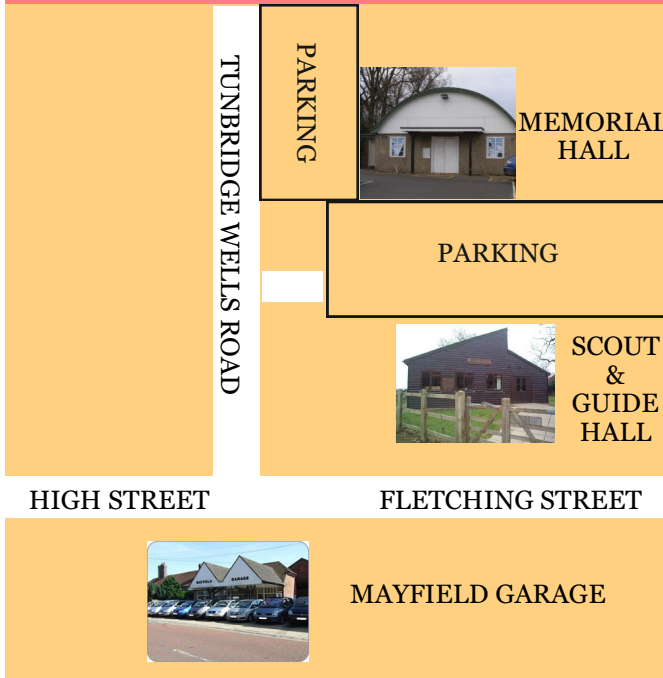 TUNBRIDGE WELLS ROAD
PARKING
MEMORIAL
HALL
PARKING
SCOUT
&
GUIDE
HALL
HIGH STREET
FLETCHING STREET
MAYFIELD GARAGE
MAYFIELD GARAGE